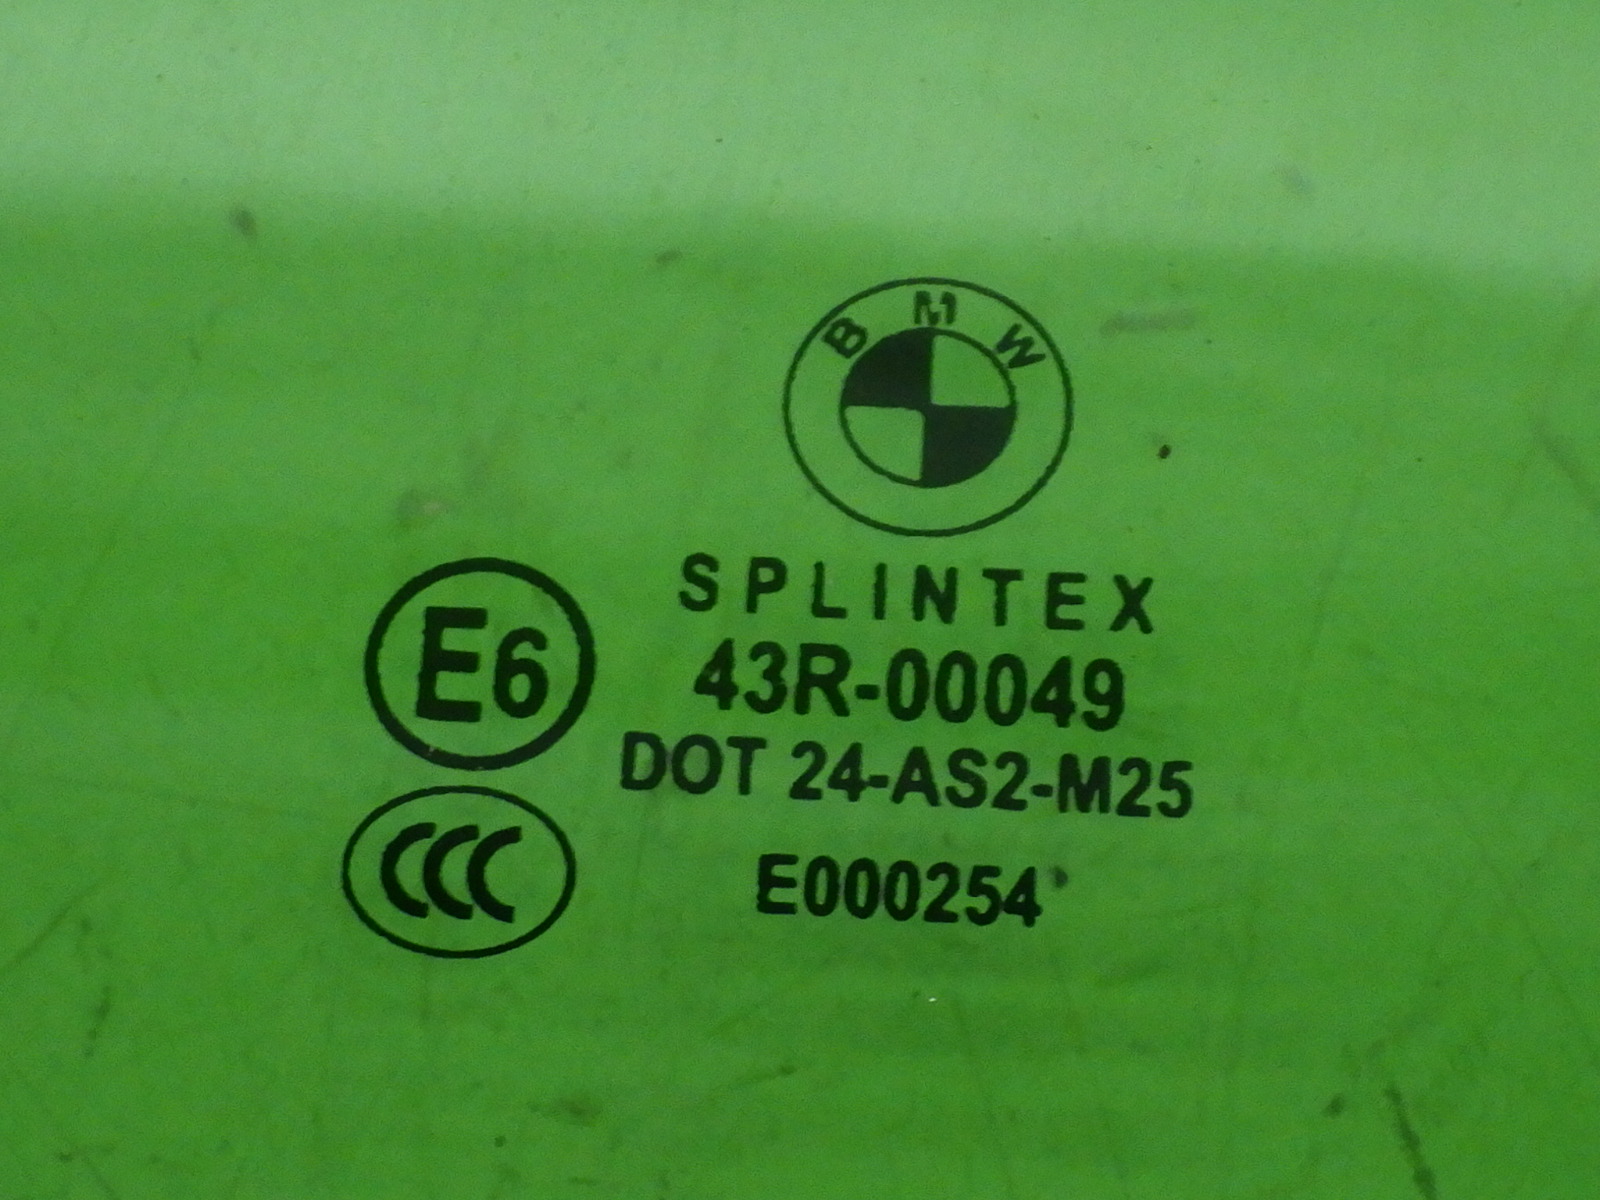 BMW
SPLINTEX
E6
43R-00049
DOT 24-AS2-M25
CCC
E000254